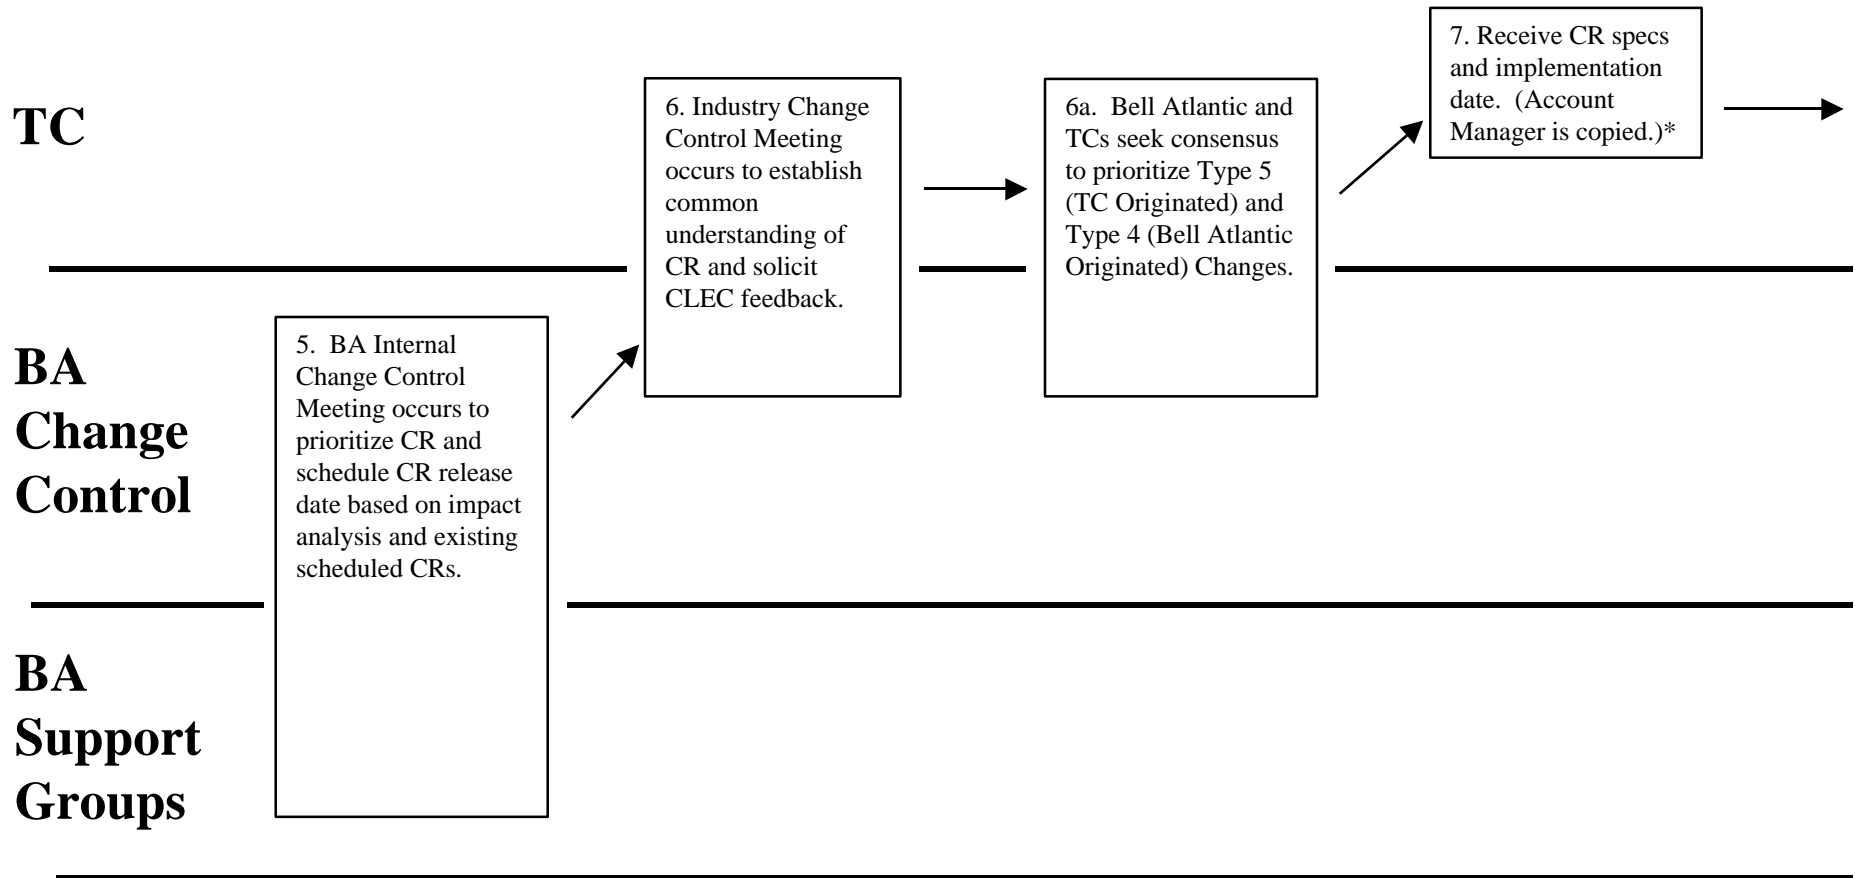 TC
BA
Change
Control
BA
Support
Groups
5.  BA Internal
Change Control
Meeting occurs to
prioritize CR and
schedule CR release
date based on impact
analysis and existing
scheduled CRs.
6. Industry Change
Control Meeting
occurs to establish
common
understanding of
CR and solicit
CLEC feedback.
6a.  Bell Atlantic and
TCs seek consensus
to prioritize Type 5
(TC Originated) and
Type 4 (Bell Atlantic
Originated) Changes.
7. Receive CR specs
and implementation
date.  (Account
Manager is copied.)*